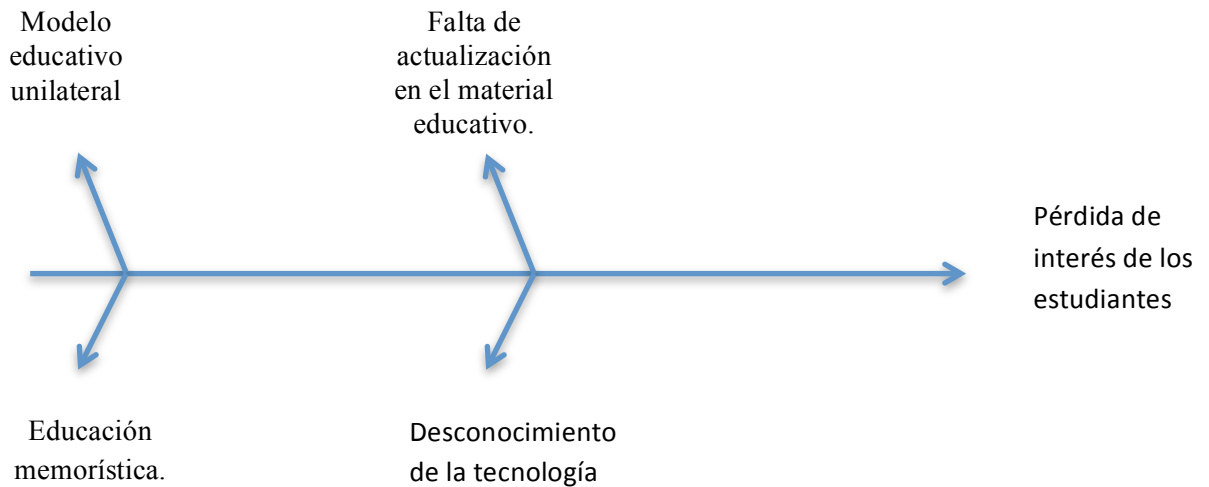 Modelo
educativo
unilateral
Falta de
actualización
en el material
educativo.
Pérdida de
interés de los
estudiantes
Educación
memorística.
Desconocimiento
de la tecnología